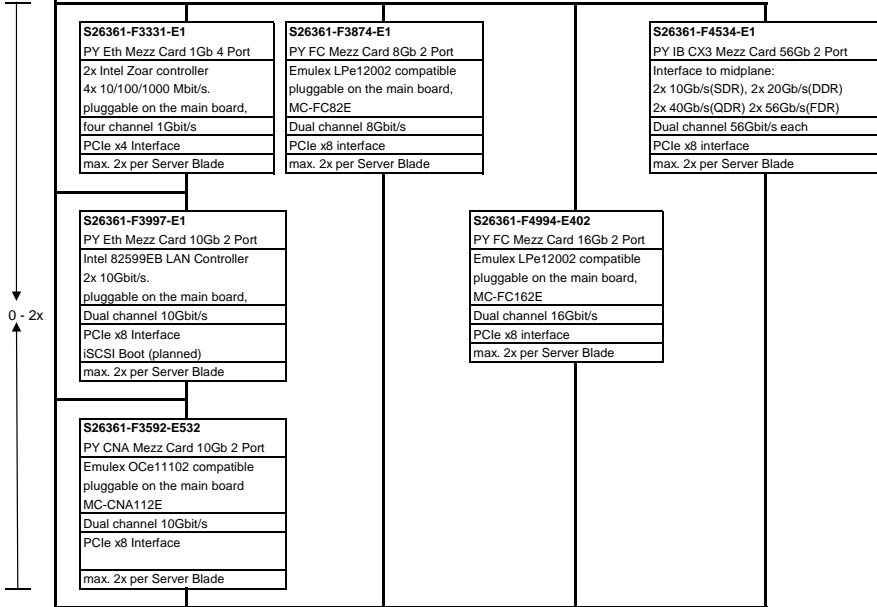 S26361-F3331-E1
PY Eth Mezz Card 1Gb 4 Port
2x Intel Zoar controller
4x 10/100/1000 Mbit/s.
pluggable on the main board,
four channel 1Gbit/s
PCIe x4 Interface
max. 2x per Server Blade
S26361-F3874-E1
PY FC Mezz Card 8Gb 2 Port
Emulex LPe12002 compatible
pluggable on the main board,
MC-FC82E
Dual channel 8Gbit/s
PCIe x8 interface
max. 2x per Server Blade
S26361-F4534-E1
PY IB CX3 Mezz Card 56Gb 2 Port
Interface to midplane:
2x 10Gb/s(SDR), 2x 20Gb/s(DDR)
2x 40Gb/s(QDR) 2x 56Gb/s(FDR)
Dual channel 56Gbit/s each
PCIe x8 interface
max. 2x per Server Blade
S26361-F3997-E1
PY Eth Mezz Card 10Gb 2 Port
Intel 82599EB LAN Controller
2x 10Gbit/s.
pluggable on the main board,
Dual channel 10Gbit/s
PCIe x8 Interface
iSCSI Boot (planned)
max. 2x per Server Blade
S26361-F4994-E402
PY FC Mezz Card 16Gb 2 Port
Emulex LPe12002 compatible
pluggable on the main board,
MC-FC162E
Dual channel 16Gbit/s
PCIe x8 interface
max. 2x per Server Blade
0 - 2x
S26361-F3592-E532
PY CNA Mezz Card 10Gb 2 Port
Emulex OCe11102 compatible
pluggable on the main board
MC-CNA112E
Dual channel 10Gbit/s
PCIe x8 Interface
max. 2x per Server Blade